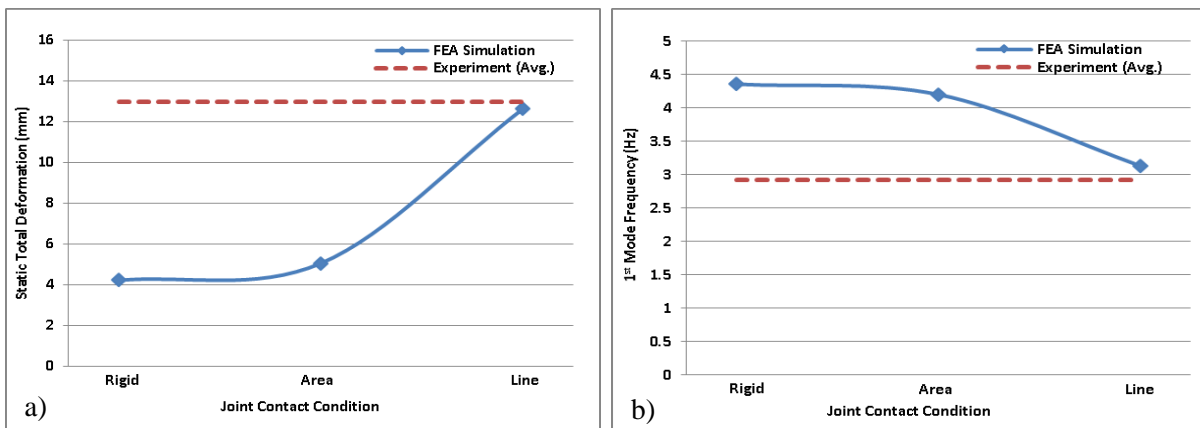 16
14
12
10
8
6
4
2
0
Static Total Deformation (mm)
FEA Simulation
Experiment (Avg.)
Rigid Area Line
Joint Contact Condition
a)
5
4.5
4
3.5
3
2.5
2
1.5
1
0.5
0
1st Mode Frequency (Hz)
FEA Simulation
Experiment (Avg.)
Rigid Area Line
Joint Contact Condition
b)